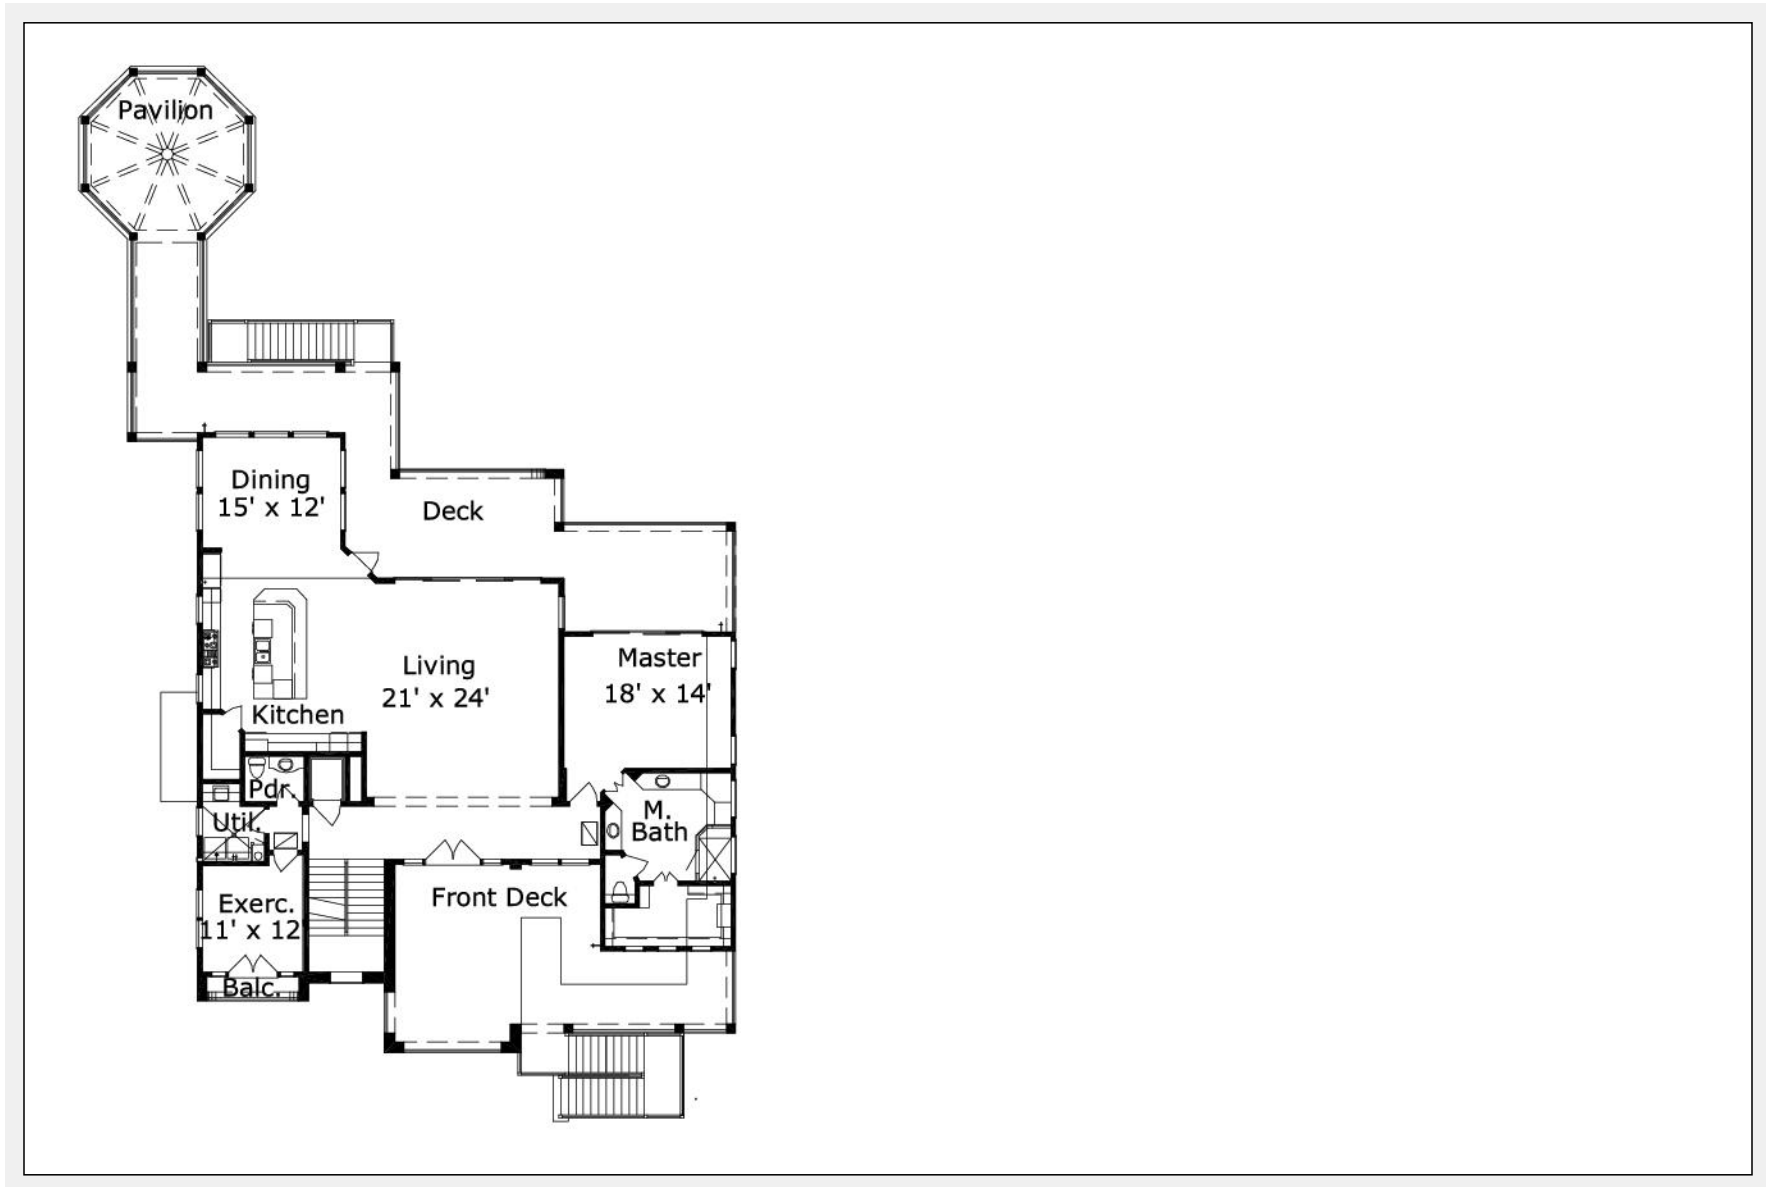 Pavilion
Dining
15' x 12'
Deck
Living
21' x 24'
Master
18' x 14'
Kitchen
Pdr.
Util.
M.
Bath
Front Deck
Exerc.
11' x 12'
Balc.